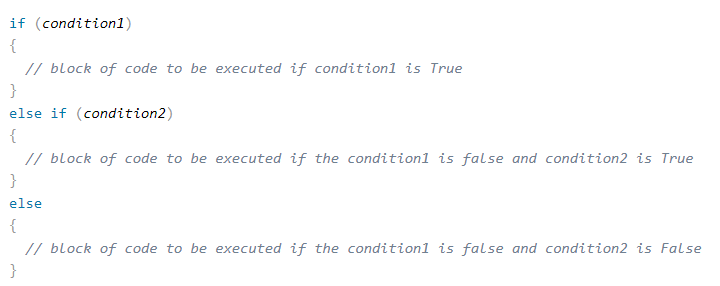 if (condition1)
{
  // block of code to be executed if condition1 is True
}
else if (condition2)
{
  // block of code to be executed if the condition1 is false and condition2 is True
}
else
{
  // block of code to be executed if the condition1 is false and condition2 is False
}